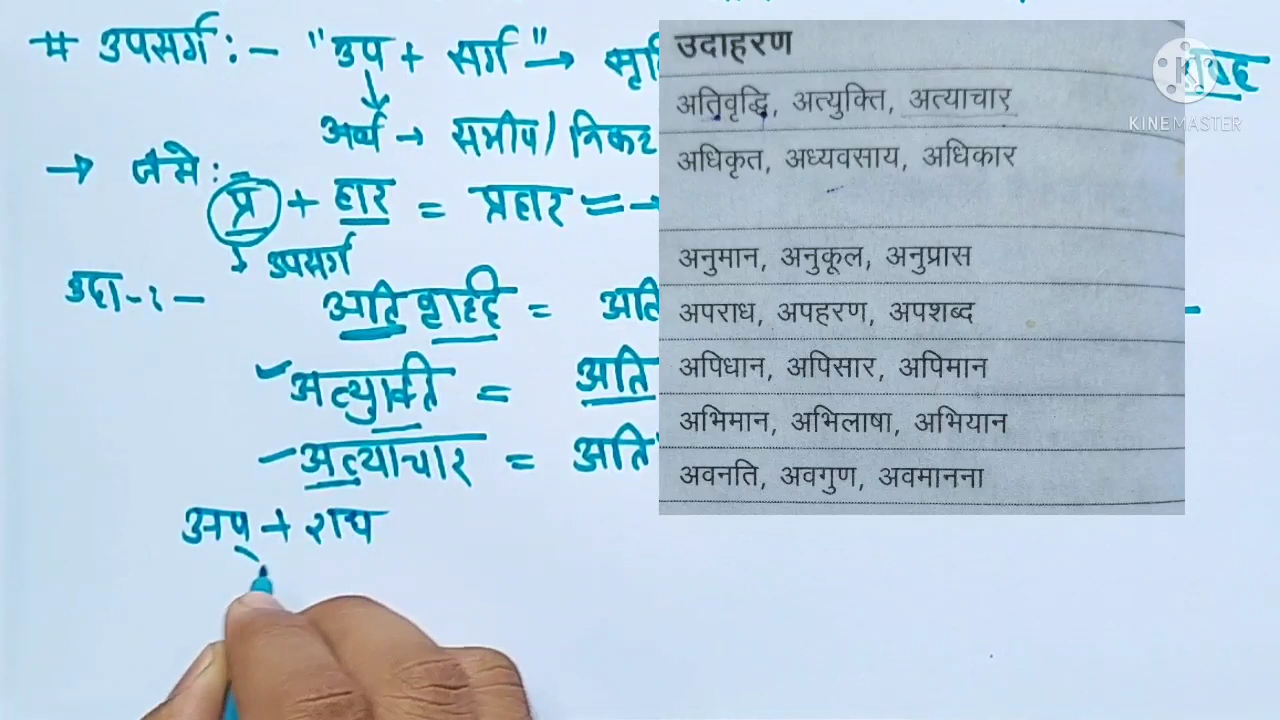 # उपसर्ग :- "उप + सर्ग" →
अर्थ → समीप / निकट
→ जैसे :
प्र + हार = प्रहार = →
↓ उपसर्ग
उदा -: - अतिवृद्धि = अति
अत्युक्ति = अति
अत्याचार = अति
अप् + राध
उदाहरण
अतिवृद्धि, अत्युक्ति, अत्याचार
अधिकृत, अध्यवसाय, अधिकार
अनुमान, अनुकूल, अनुप्रास
अपराध, अपहरण, अपशब्द
अपिधान, अपिसार, अपिमान
अभिमान, अभिलाषा, अभियान
अवनति, अवगुण, अवमानना
KINEMASTER